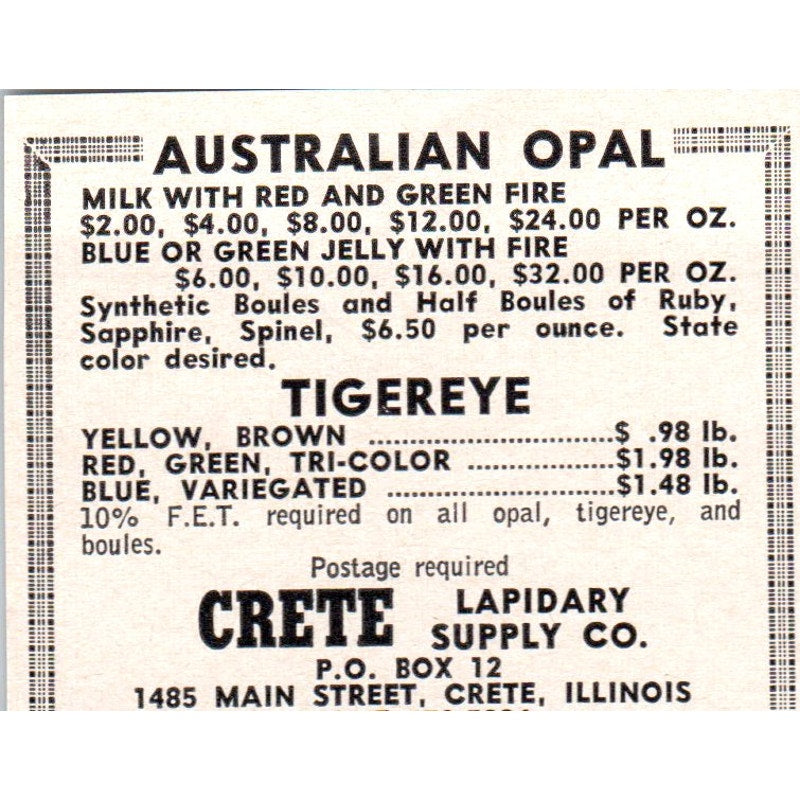 AUSTRALIAN OPAL
MILK WITH RED AND GREEN FIRE
$2.00, $4.00, $8.00, $12.00, $24.00 PER OZ.
BLUE OR GREEN JELLY WITH FIRE
$6.00, $10.00, $16.00, $32.00 PER OZ.
Synthetic Boules and Half Boules of Ruby,
Sapphire, Spinel, $6.50 per ounce. State
color desired.
TIGEREYE
YELLOW, BROWN ..............................$ .98 lb.
RED, GREEN, TRI-COLOR ..................$1.98 lb.
BLUE, VARIEGATED ............................$1.48 lb.
10% F.E.T. required on all opal, tigereye, and
boules.
Postage required
CRETE LAPIDARY
SUPPLY CO.
P.O. BOX 12
1485 MAIN STREET, CRETE, ILLINOIS